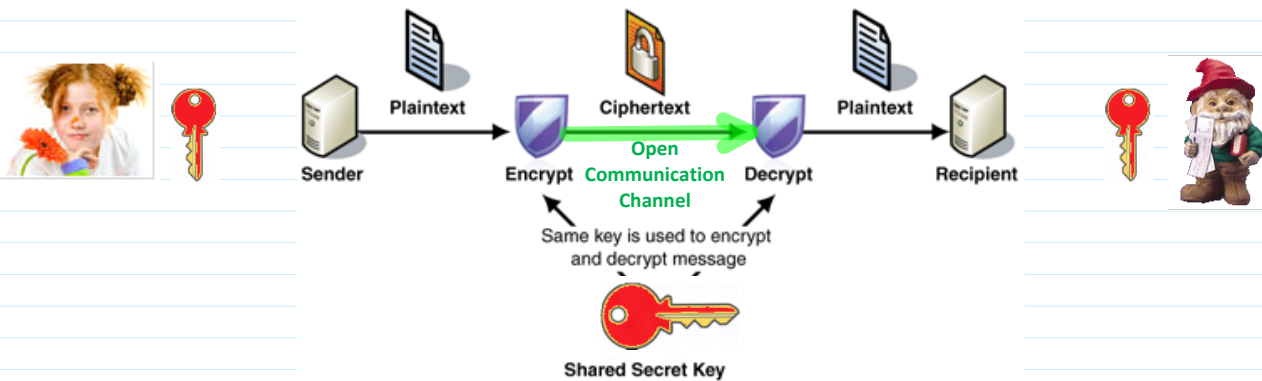 Plaintext
Ciphertext
Plaintext
Sender
Encrypt
Open
Communication
Channel
Decrypt
Recipient
Same key is used to encrypt
and decrypt message
Shared Secret Key